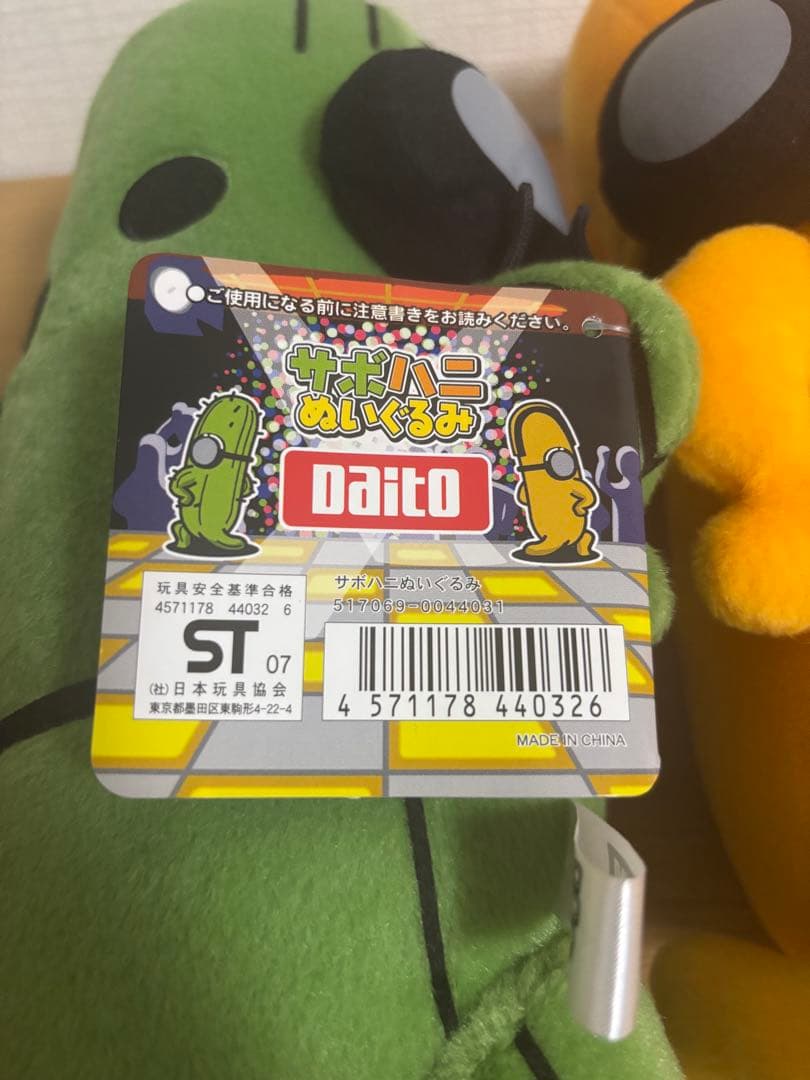 ご使用になる前に注意書きをお読みください。
サボハニ
ぬいぐるみ
Daito
玩具安全基準合格
4571178 44032 6
ST 07
(社)日本玩具協会
東京都墨田区東駒形4-22-4
サボハニぬいぐるみ
517069-0044031
4 571178 440326
MADE IN CHINA